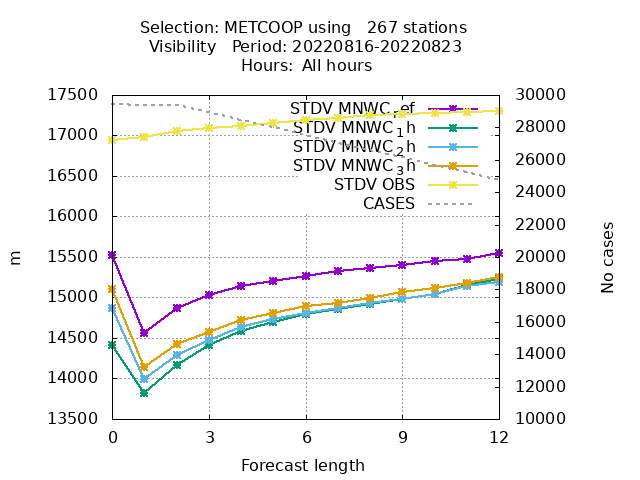 Selection: METCOOP using 267 stations
Visibility Period: 20220816-20220823
Hours: All hours
17500
17000
16500
16000
15500
15000
14500
14000
13500
m
30000
28000
26000
24000
22000
20000
18000
16000
14000
12000
10000
No cases
STDV MNWC_ref
STDV MNWC_1h
STDV MNWC_2h
STDV MNWC_3h
STDV OBS
CASES
0 3 6 9 12
Forecast length